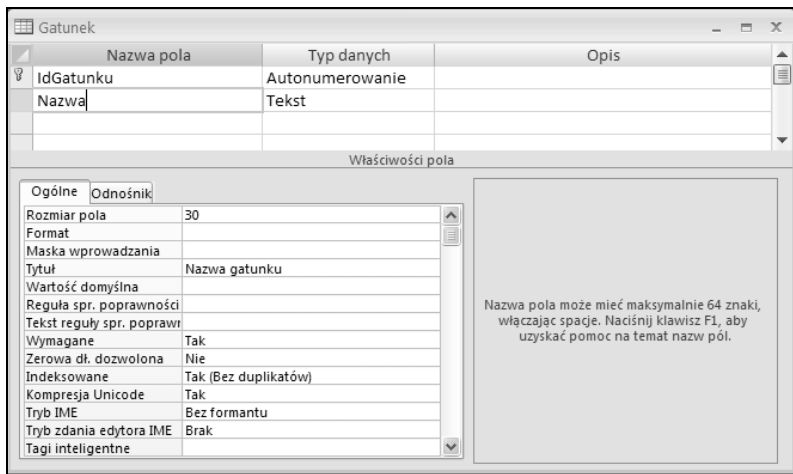 Gatunek
Nazwa pola Typ danych Opis
IdGatunku Autonumerowanie
Nazwa Tekst
Właściwości pola
Ogólne Odnośnik
Rozmiar pola 30
Format
Maska wprowadzania
Tytuł Nazwa gatunku
Wartość domyślna
Reguła spr. poprawności
Tekst reguły spr. popraw
Wymagane Tak
Zerowa dł. dozwolona Nie
Indeksowane Tak (Bez duplikatów)
Kompresja Unicode Tak
Tryb IME Bez formantu
Tryb zdania edytora IME Brak
Tagi inteligentne
Nazwa pola może mieć maksymalnie 64 znaki,
włączając spacje. Naciśnij klawisz F1, aby
uzyskać pomoc na temat nazw pól.